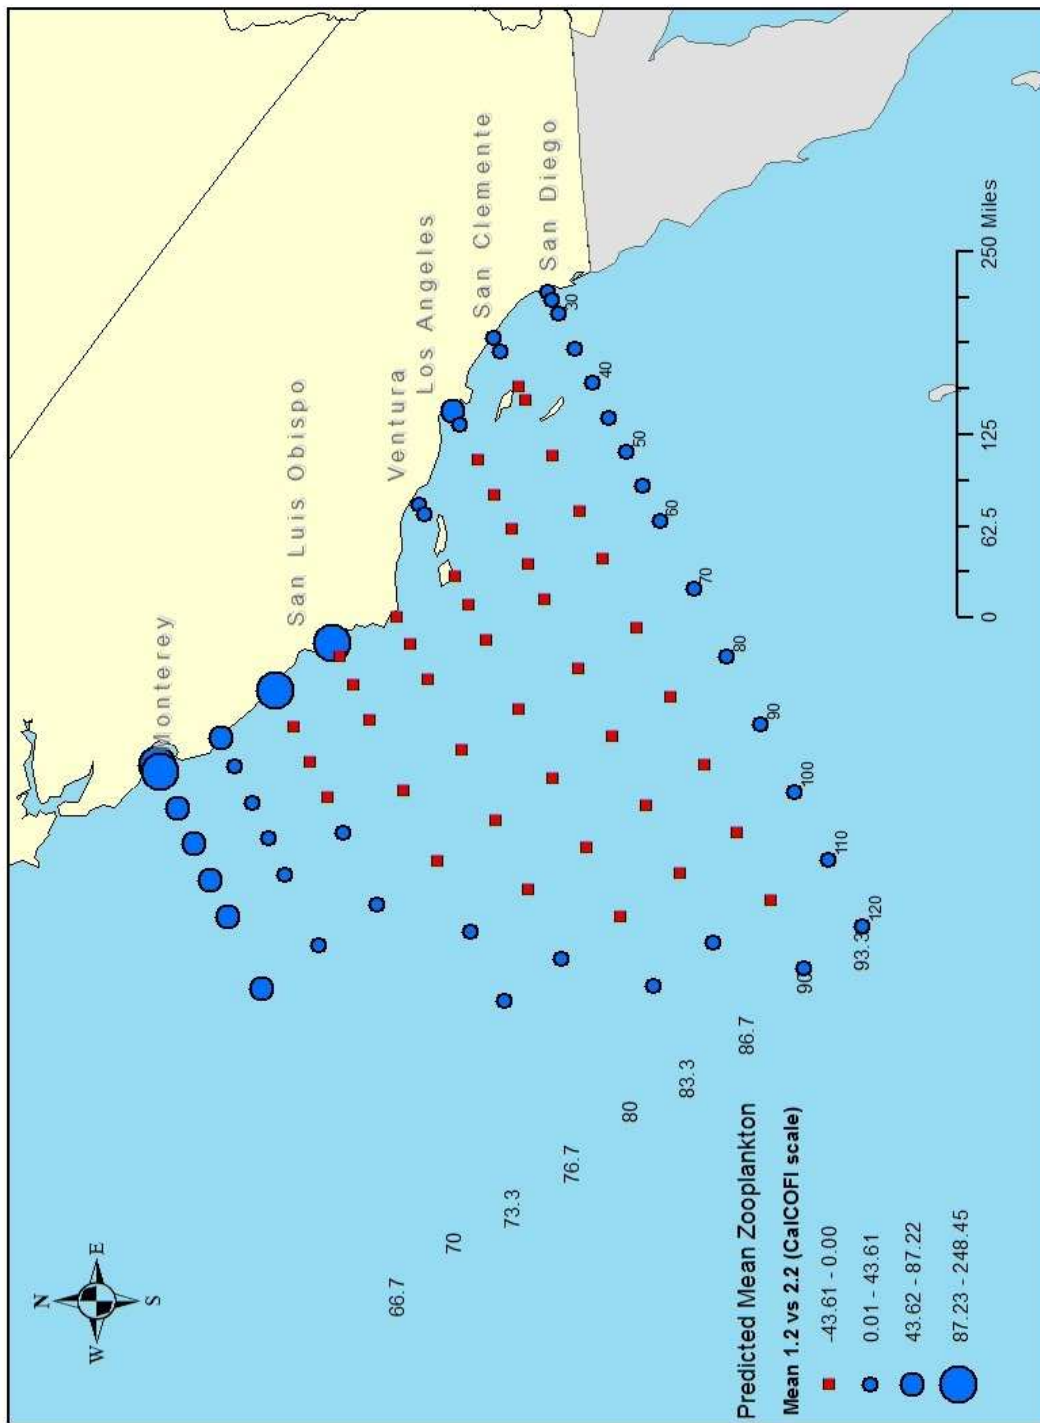 Monterey
San Luis Obispo
Ventura
Los Angeles
San Clemente
San Diego
30
40
50
60
70
80
90
100
110
120
93.3
90
86.7
83.3
80
76.7
73.3
70
66.7
N
W
E
S
0 62.5 125 250 Miles
Predicted Mean Zooplankton
Mean 1.2 vs 2.2 (CalCOFI scale)
-43.61 - 0.00
0.01 - 43.61
43.62 - 87.22
87.23 - 248.45